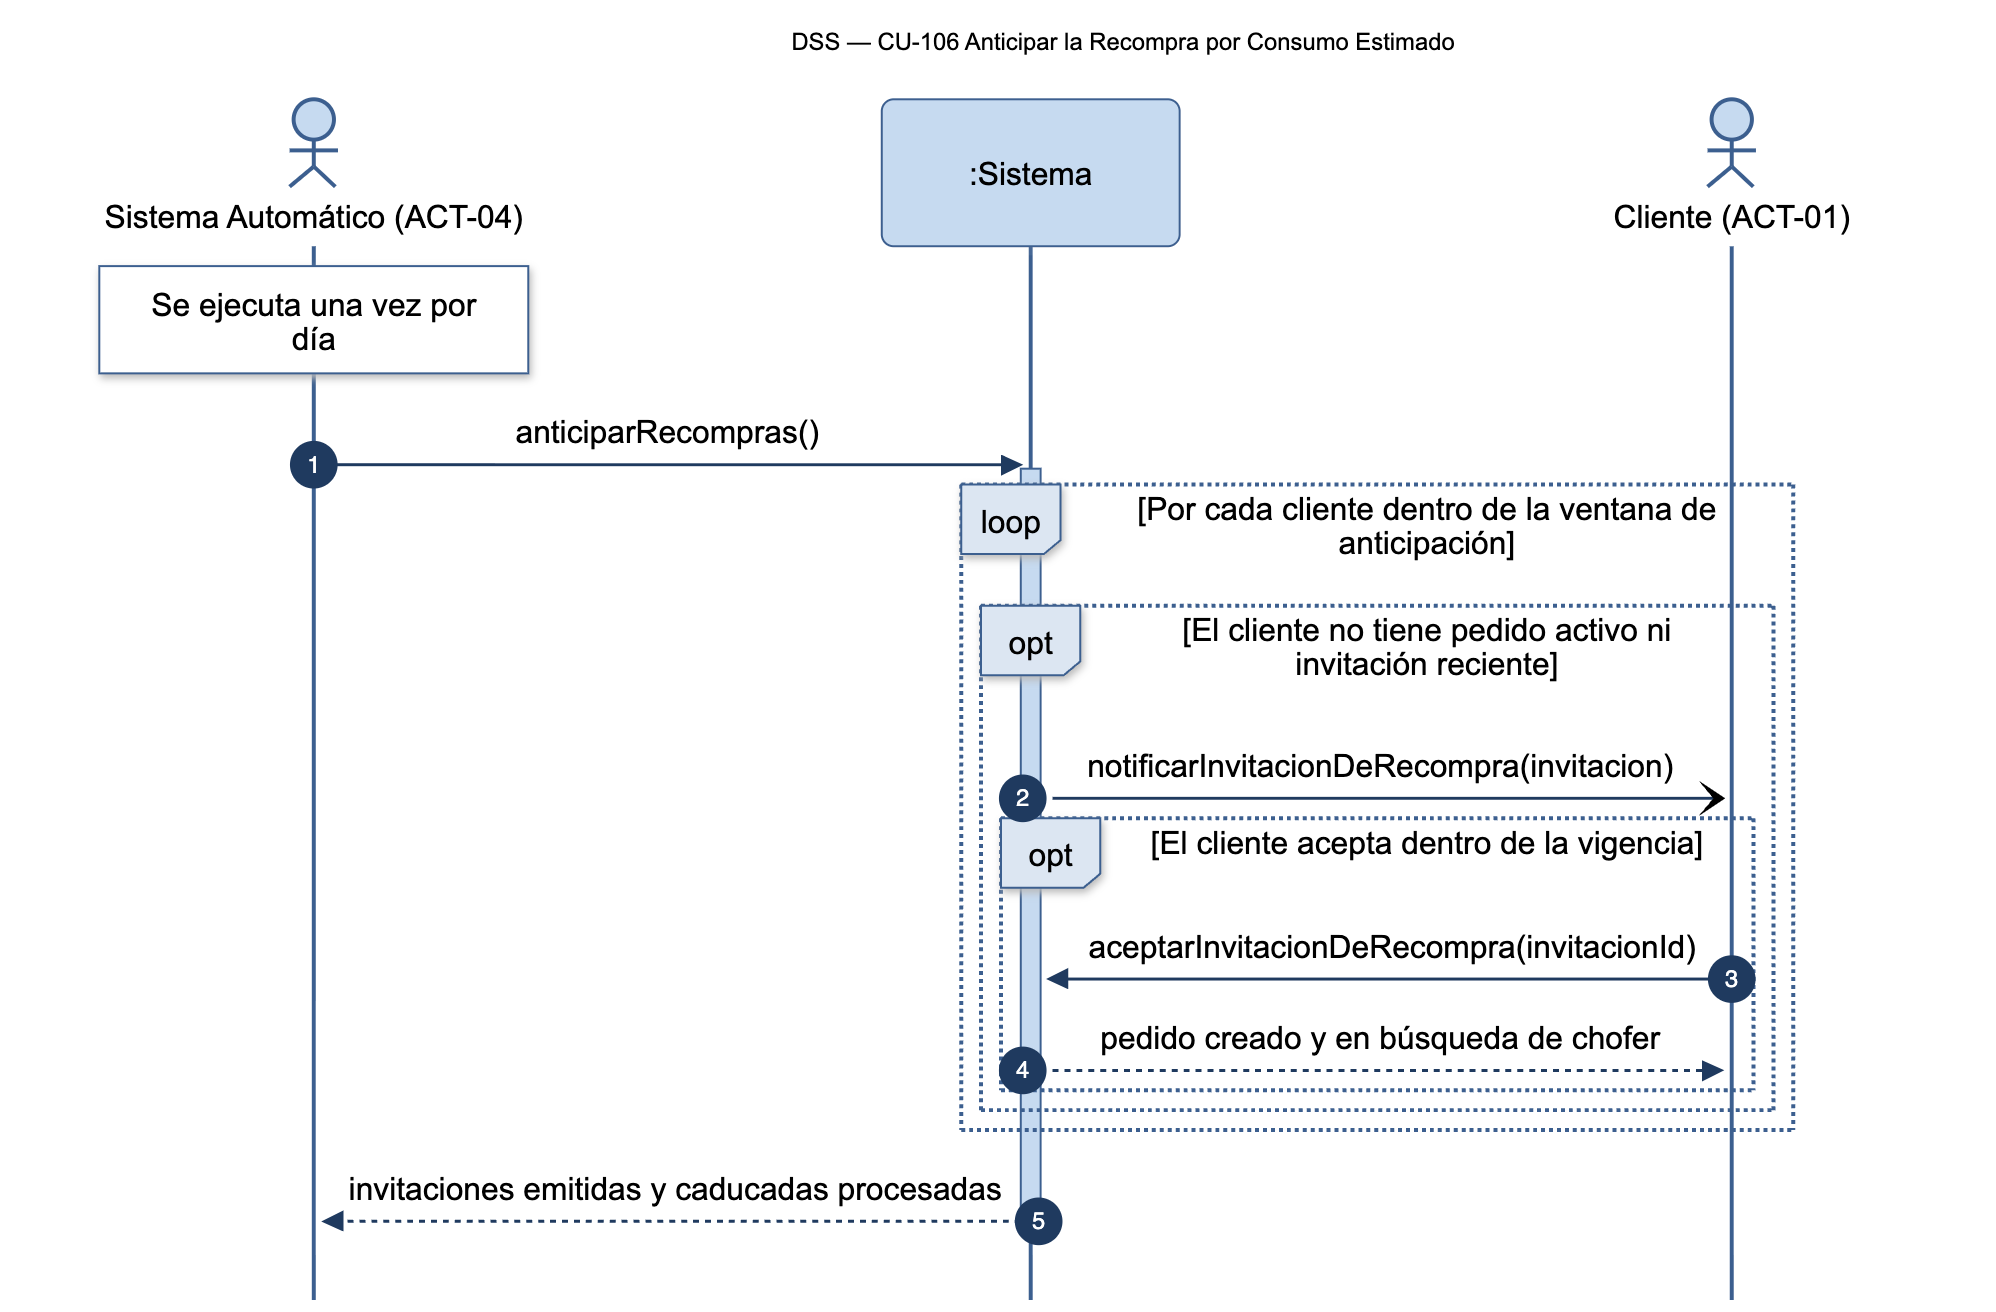 DSS — CU-106 Anticipar la Recompra por Consumo Estimado
Sistema Automático (ACT-04)
:Sistema
Cliente (ACT-01)
Se ejecuta una vez por
día
anticiparRecompras()
1
loop
[Por cada cliente dentro de la ventana de
anticipación]
opt
[El cliente no tiene pedido activo ni
invitación reciente]
notificarInvitacionDeRecompra(invitacion)
2
opt
[El cliente acepta dentro de la vigencia]
aceptarInvitacionDeRecompra(invitacionId)
3
pedido creado y en búsqueda de chofer
4
invitaciones emitidas y caducadas procesadas
5